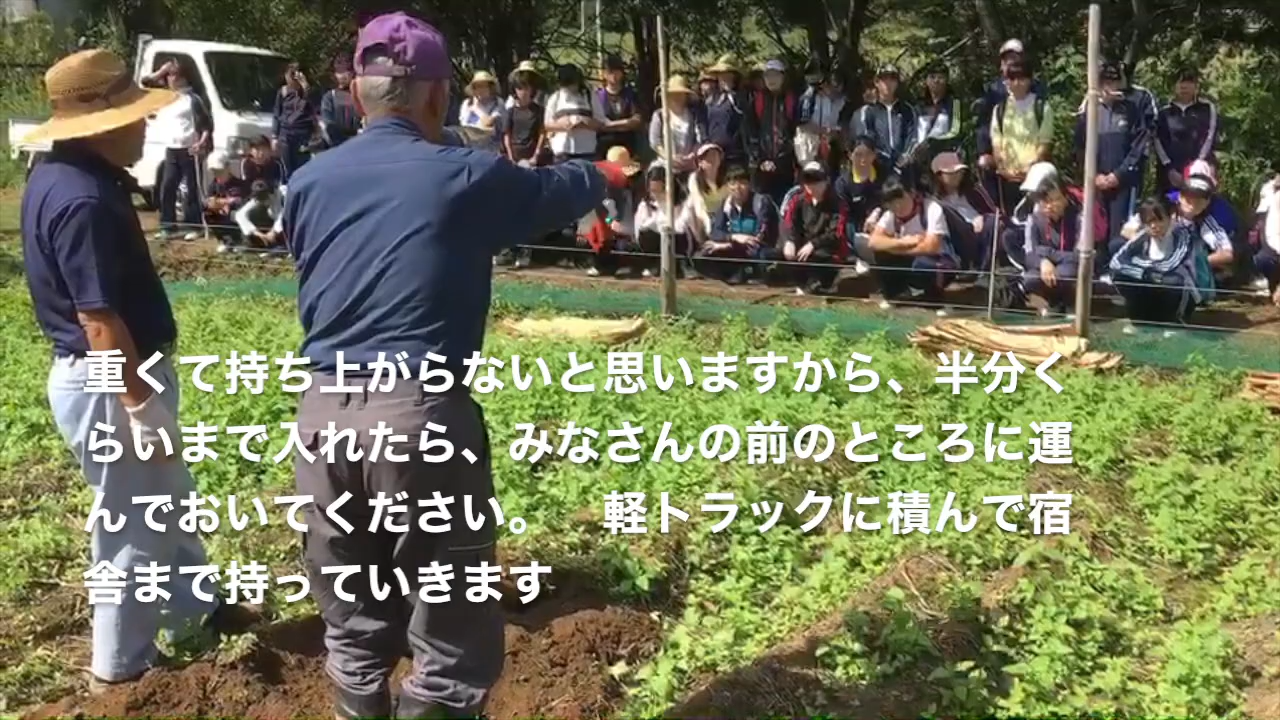 重くて持ち上がらないと思いますから、半分く
らいまで入れたら、みなさんの前のところに運
んでおいてください。　軽トラックに積んで宿
舎まで持っていきます